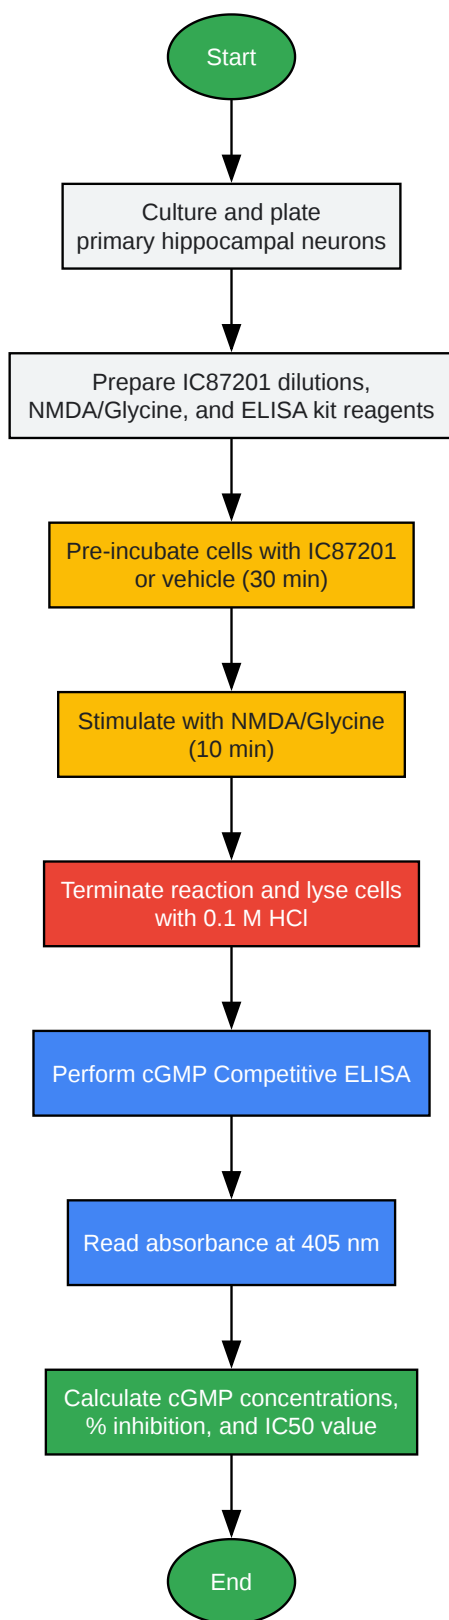 Start
Culture and plate
primary hippocampal neurons
Prepare IC87201 dilutions,
NMDA/Glycine, and ELISA kit reagents
Pre-incubate cells with IC87201
or vehicle (30 min)
Stimulate with NMDA/Glycine
(10 min)
Terminate reaction and lyse cells
with 0.1 M HCl
Perform cGMP Competitive ELISA
Read absorbance at 405 nm
Calculate cGMP concentrations,
% inhibition, and IC50 value
End